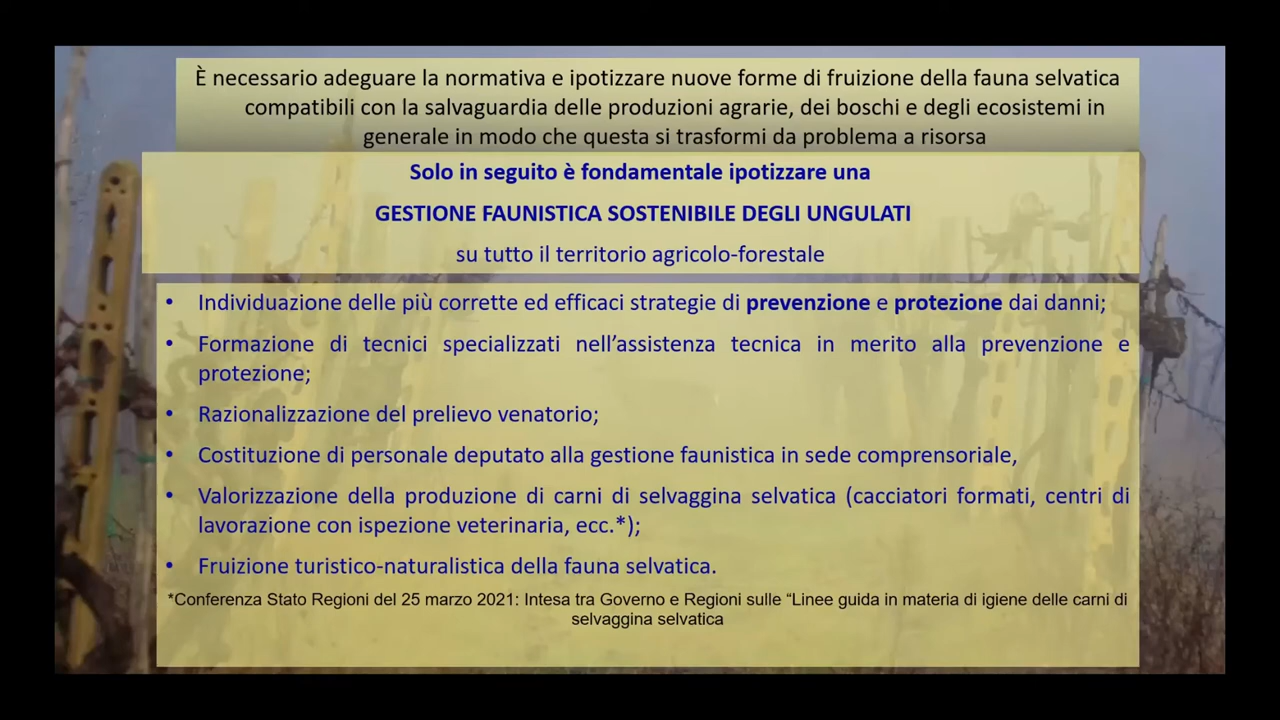 È necessario adeguare la normativa e ipotizzare nuove forme di fruizione della fauna selvatica
compatibili con la salvaguardia delle produzioni agrarie, dei boschi e degli ecosistemi in
generale in modo che questa si trasformi da problema a risorsa
Solo in seguito è fondamentale ipotizzare una
GESTIONE FAUNISTICA SOSTENIBILE DEGLI UNGULATI
su tutto il territorio agricolo-forestale
• Individuazione delle più corrette ed efficaci strategie di prevenzione e protezione dai danni;
• Formazione di tecnici specializzati nell’assistenza tecnica in merito alla prevenzione e
protezione;
• Razionalizzazione del prelievo venatorio;
• Costituzione di personale deputato alla gestione faunistica in sede comprensoriale,
• Valorizzazione della produzione di carni di selvaggina selvatica (cacciatori formati, centri di
lavorazione con ispezione veterinaria, ecc.*);
• Fruizione turistico-naturalistica della fauna selvatica.
*Conferenza Stato Regioni del 25 marzo 2021: Intesa tra Governo e Regioni sulle “Linee guida in materia di igiene delle carni di
selvaggina selvatica